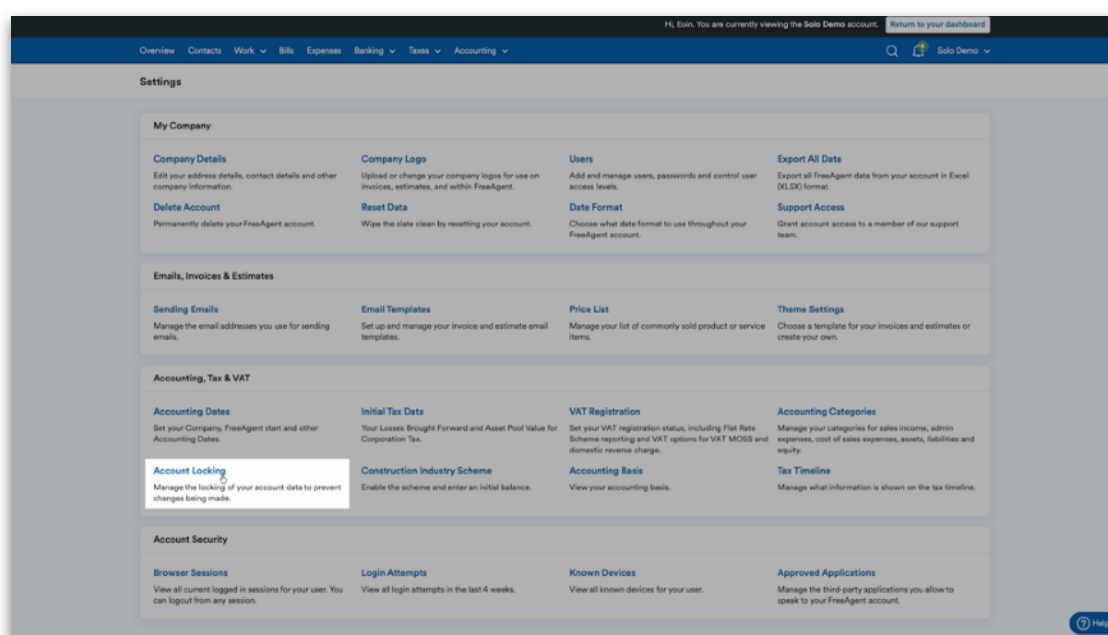 Hi, Eoin. You are currently viewing the Solo Demo account. Return to your dashboard
Overview Contacts Work Bills Expenses Banking Taxes Accounting Solo Demo
Settings
My Company
Company Details Company Logo Users Export All Data
Edit your address details, contact details and other Upload or change your company logos for use on Add and manage users, passwords and control user Export all FreeAgent data from your account in Excel
company information. invoices, estimates, and within FreeAgent. access levels. (XLSX) format.
Delete Account Reset Data Date Format Support Access
Permanently delete your FreeAgent account. Wipe the slate clean by resetting your account. Choose what date format to use throughout your Grant account access to a member of our support
FreeAgent account. team.
Emails, Invoices & Estimates
Sending Emails Email Templates Price List Theme Settings
Manage the email addresses you use for sending Set up and manage your invoice and estimate email Manage your list of commonly sold product or service Choose a template for your invoices and estimates or
emails. templates. items. create your own.
Accounting, Tax & VAT
Accounting Dates Initial Tax Data VAT Registration Accounting Categories
Set your Company, FreeAgent start and other Your Losses Brought Forward and Asset Pool Value for Set your VAT registration status, including Flat Rate Manage your categories for sales income, admin
Accounting Dates. Corporation Tax. Scheme reporting and VAT options for VAT MOSS and expenses, cost of sales expenses, assets, liabilities and
domestic reverse charge. equity.
Account Locking Construction Industry Scheme Accounting Basis Tax Timeline
Manage the locking of your account data to prevent Enable the scheme and enter an initial balance. View your accounting basis. Manage what information is shown on the tax timeline.
changes being made.
Account Security
Browser Sessions Login Attempts Known Devices Approved Applications
View all current logged in sessions for your user. You View all login attempts in the last 4 weeks. View all known devices for your user. Manage the third-party applications you allow to
can logout from any session. speak to your FreeAgent account.
Help